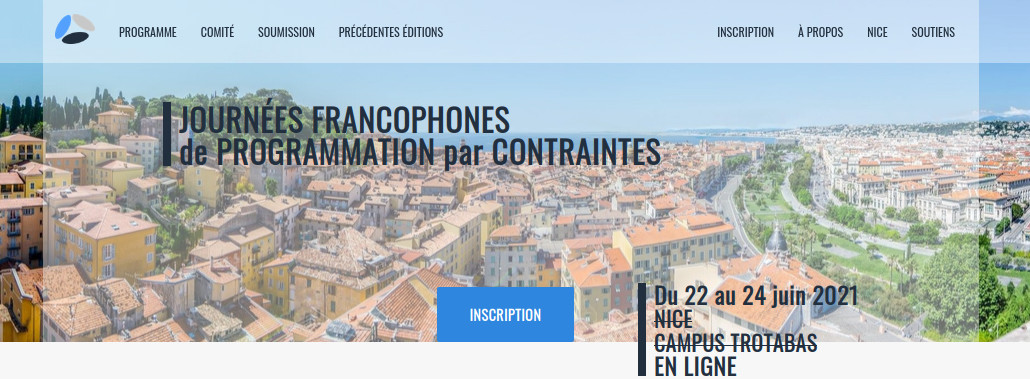 PROGRAMME COMITÉ SOUMISSION PRÉCÉDENTES ÉDITIONS INSCRIPTION À PROPOS NICE SOUTIENS
JOURNÉES FRANCOPHONES
de PROGRAMMATION par CONTRAINTES
INSCRIPTION
Du 22 au 24 juin 2021
NICE
CAMPUS TROTABAS
EN LIGNE